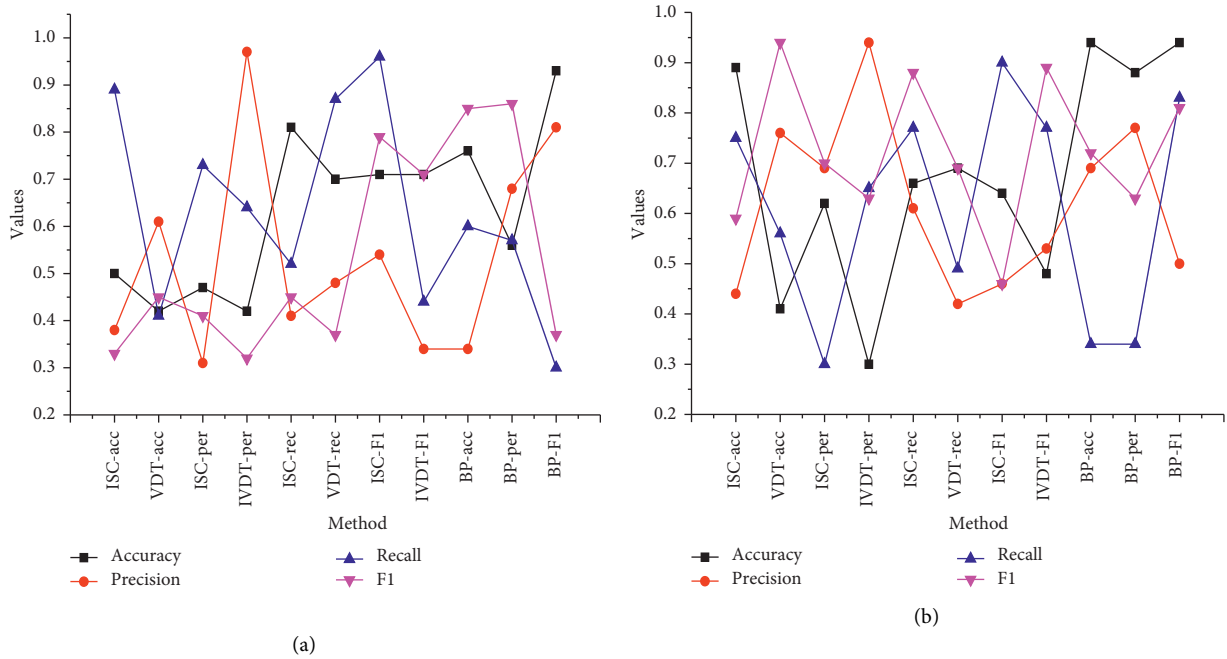 1.0
0.9
0.8
0.7
0.6
0.5
0.4
0.3
0.2
Values
ISC-acc
VDT-acc
ISC-per
IVDT-per
ISC-rec
VDT-rec
ISC-F1
IVDT-F1
BP-acc
BP-per
BP-F1
Method
Accuracy
Precision
Recall
F1
(a)
1.0
0.9
0.8
0.7
0.6
0.5
0.4
0.3
0.2
Values
ISC-acc
VDT-acc
ISC-per
IVDT-per
ISC-rec
VDT-rec
ISC-F1
IVDT-F1
BP-acc
BP-per
BP-F1
Method
Accuracy
Precision
Recall
F1
(b)